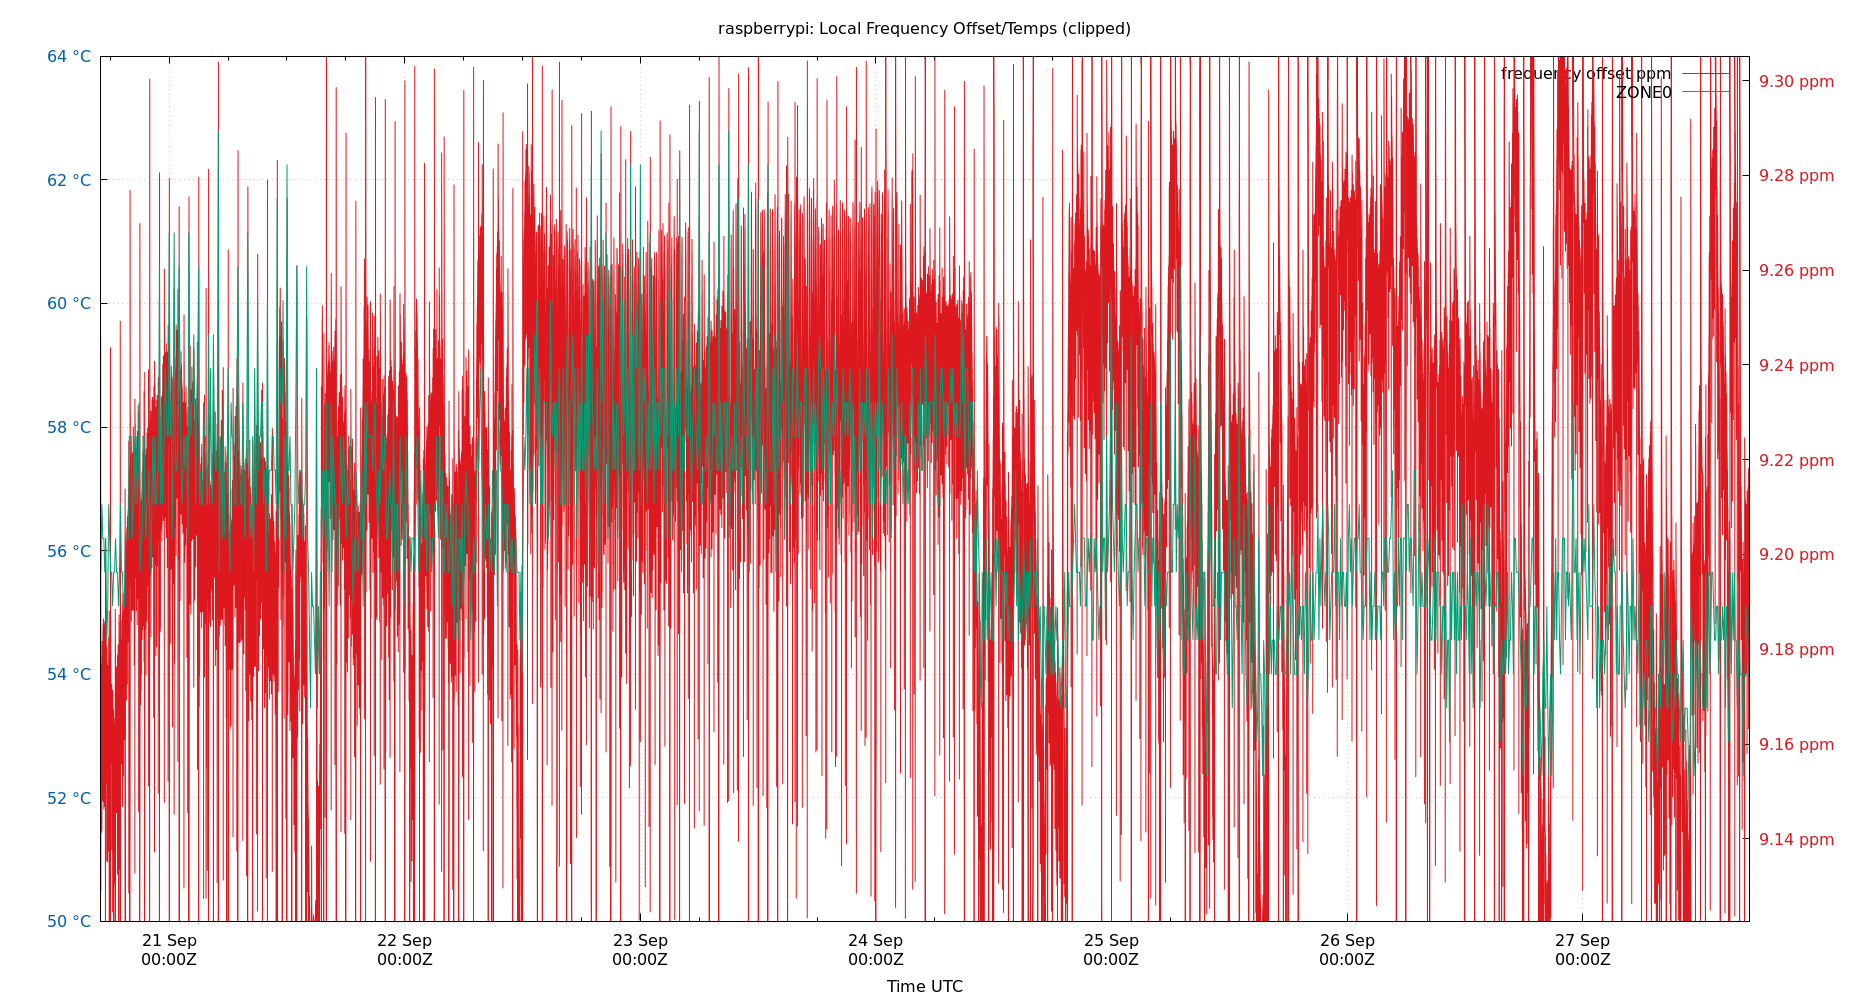 raspberrypi: Local Frequency Offset/Temps (clipped)
64 °C
62 °C
60 °C
58 °C
56 °C
54 °C
52 °C
50 °C
frequency offset ppm
ZONE0
9.30 ppm
9.28 ppm
9.26 ppm
9.24 ppm
9.22 ppm
9.20 ppm
9.18 ppm
9.16 ppm
9.14 ppm
21 Sep 22 Sep 23 Sep 24 Sep 25 Sep 26 Sep 27 Sep
00:00Z 00:00Z 00:00Z 00:00Z 00:00Z 00:00Z 00:00Z
Time UTC